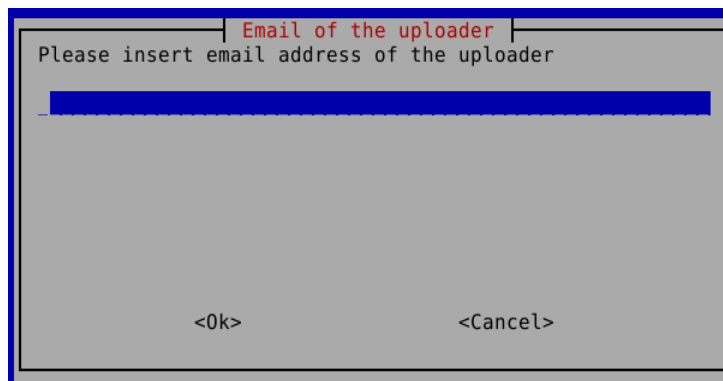 Email of the uploader
Please insert email address of the uploader
<Ok> <Cancel>